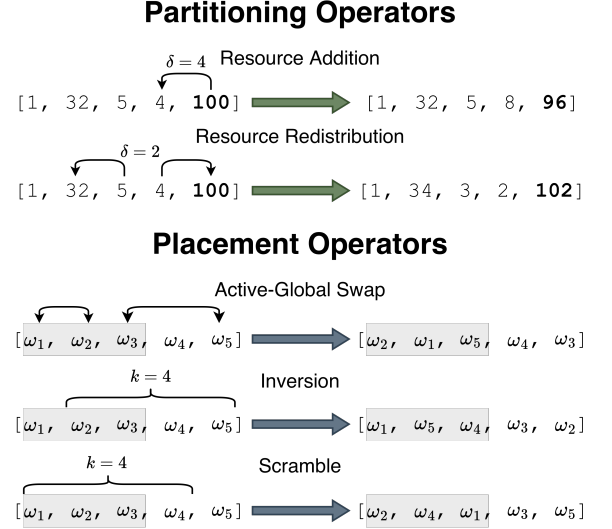 Partitioning Operators
δ = 4 Resource Addition
[1, 32, 5, 4, 100] [1, 32, 5, 8, 96]
Resource Redistribution
δ = 2
[1, 32, 5, 4, 100] [1, 34, 3, 2, 102]
Placement Operators
Active-Global Swap
[ω1, ω2, ω3, ω4, ω5] [ω2, ω1, ω5, ω4, ω3]
k = 4 Inversion
[ω1, ω2, ω3, ω4, ω5] [ω1, ω5, ω4, ω3, ω2]
k = 4 Scramble
[ω1, ω2, ω3, ω4, ω5] [ω2, ω4, ω1, ω3, ω5]